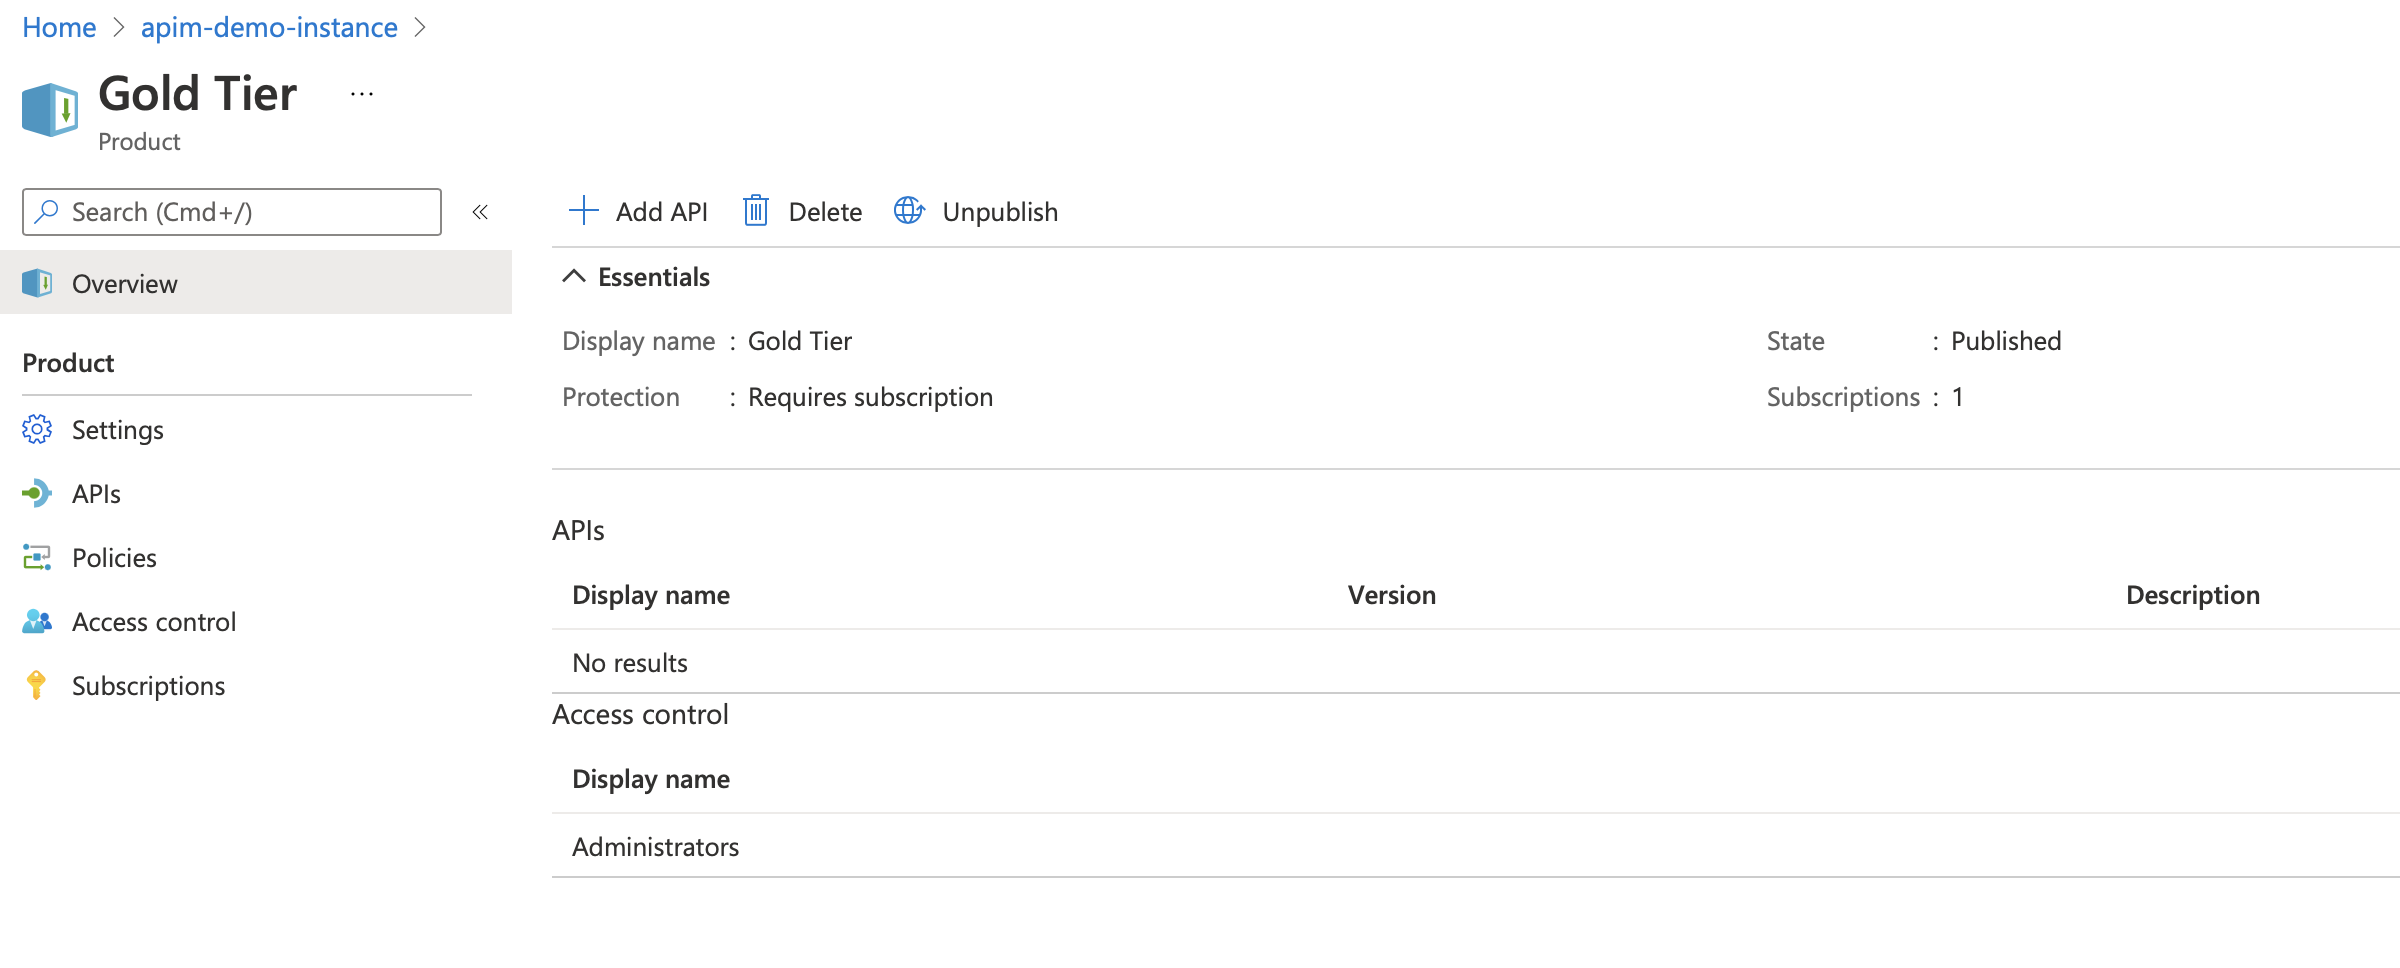 Home > apim-demo-instance >
Gold Tier ...
Product
Search (Cmd+/) «
Overview
Product
Settings
APIs
Policies
Access control
Subscriptions
Add API Delete Unpublish
Essentials
Display name : Gold Tier State : Published
Protection : Requires subscription Subscriptions : 1
APIs
Display name Version Description
No results
Access control
Display name
Administrators